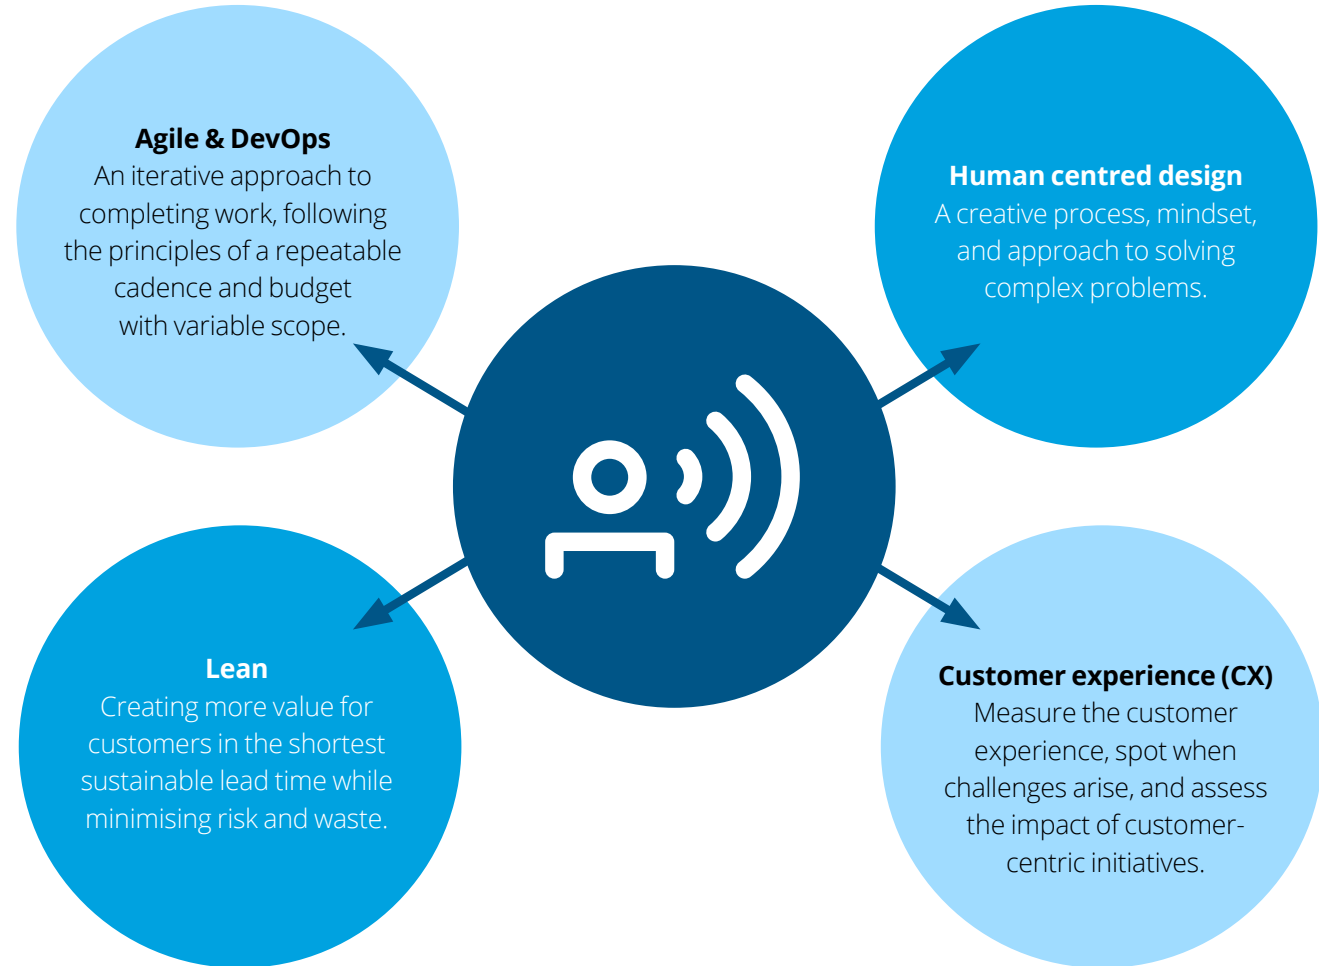 Agile & DevOps
An iterative approach to
completing work, following
the principles of a repeatable
cadence and budget
with variable scope.
Human centred design
A creative process, mindset,
and approach to solving
complex problems.
Lean
Creating more value for
customers in the shortest
sustainable lead time while
minimising risk and waste.
Customer experience (CX)
Measure the customer
experience, spot when
challenges arise, and assess
the impact of customer-
centric initiatives.